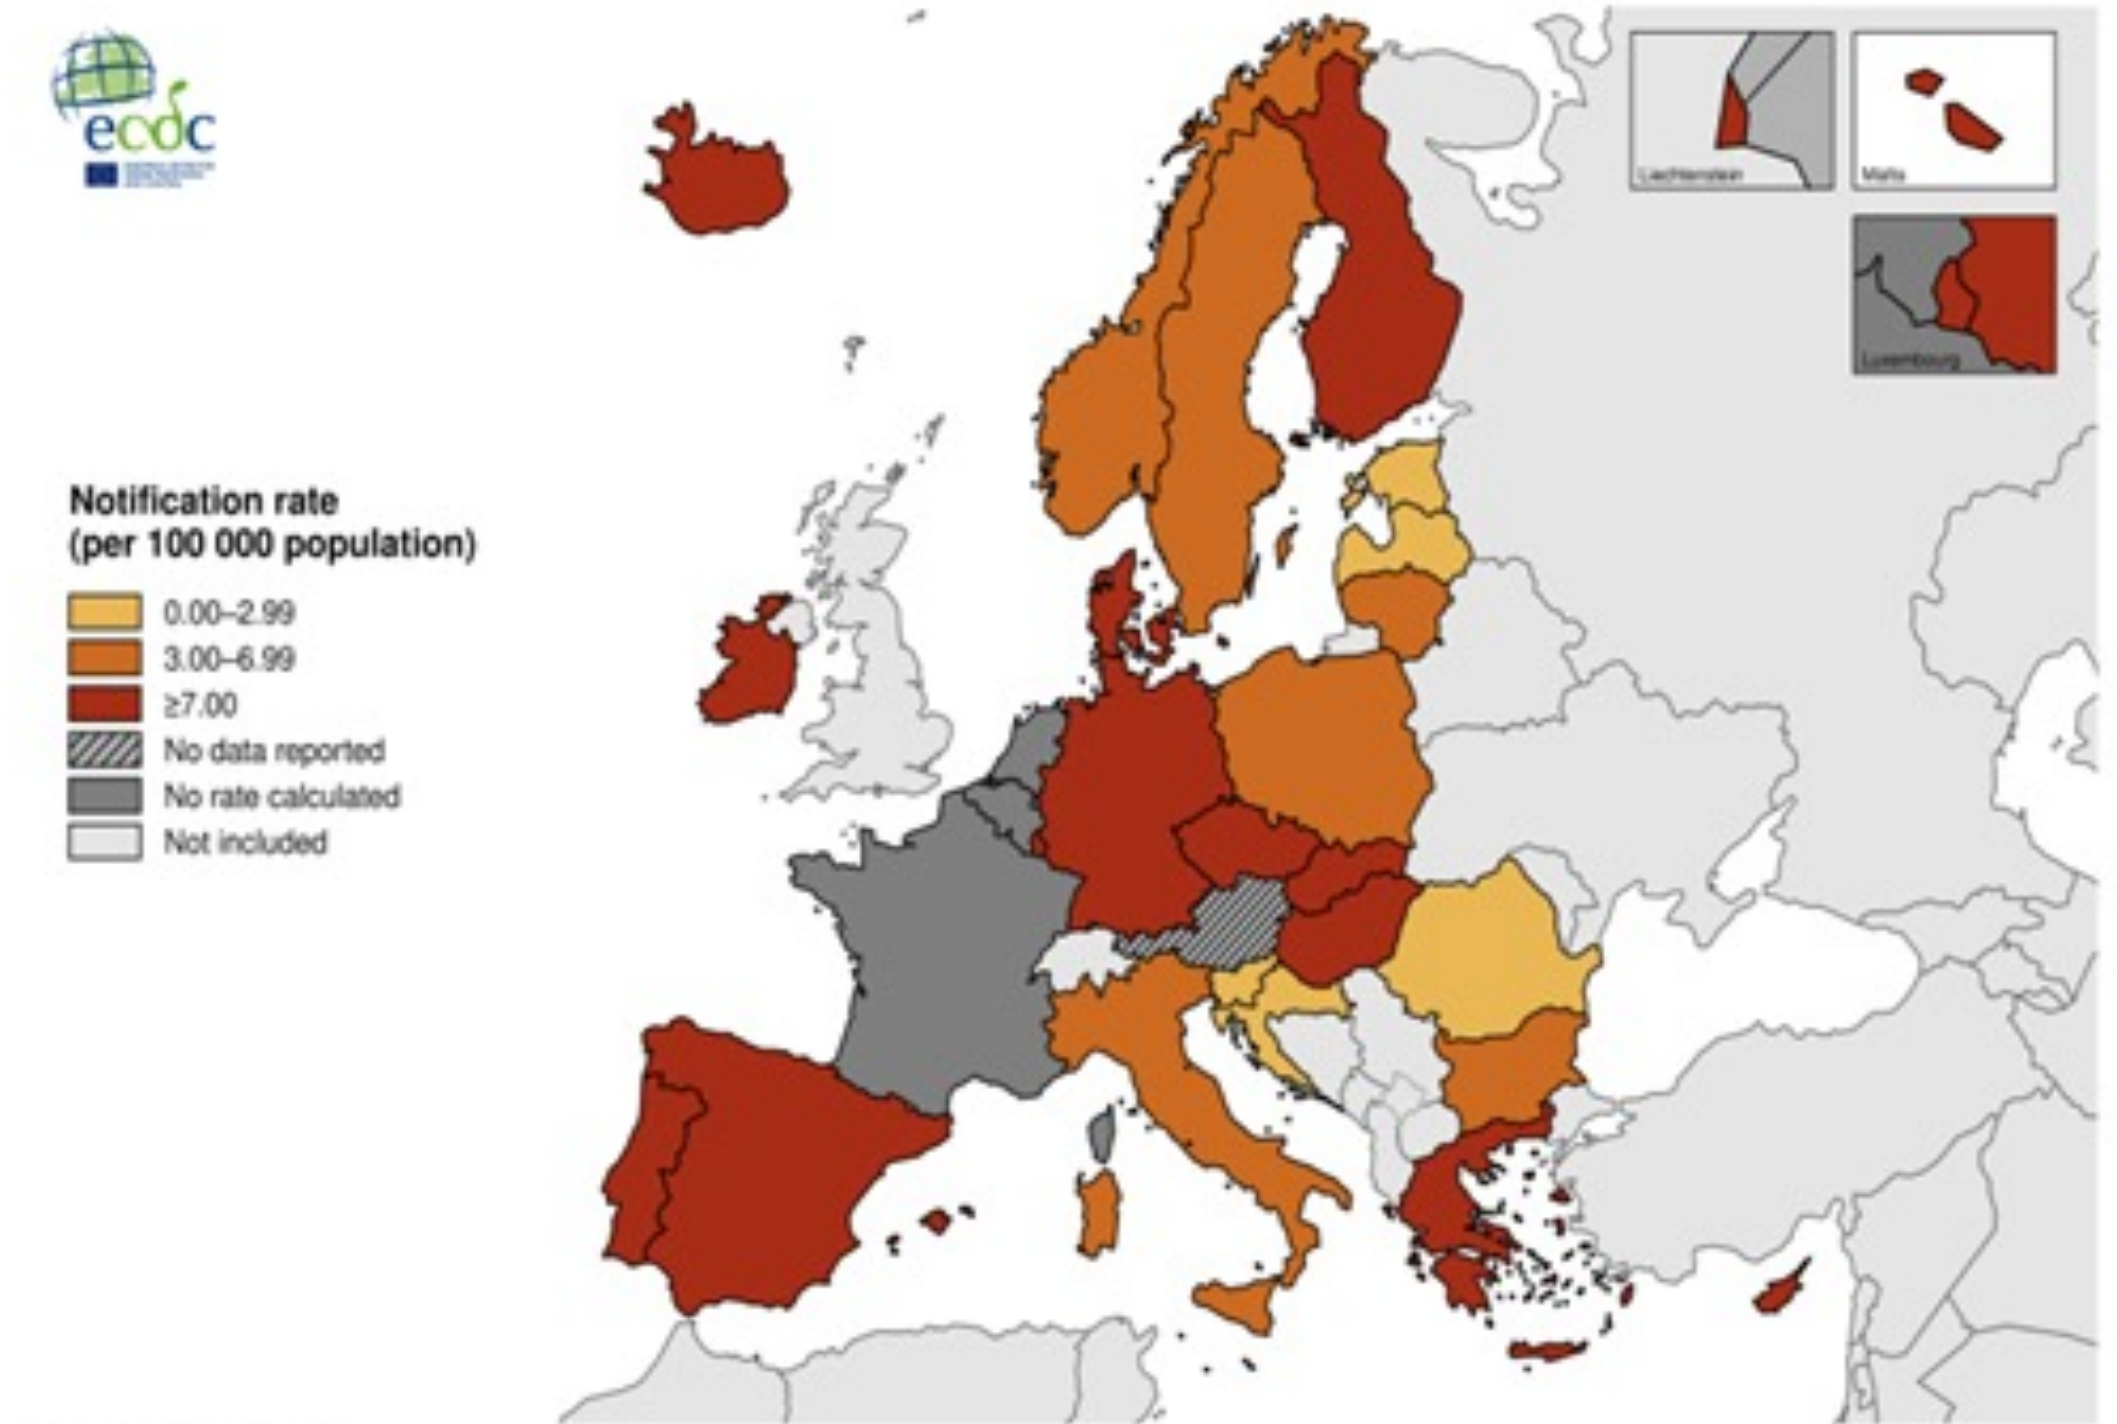 ecdc
Liechtenstein
Malta
Luxembourg
Notification rate
(per 100 000 population)
0.00–2.99
3.00–6.99
≥7.00
No data reported
No rate calculated
Not included